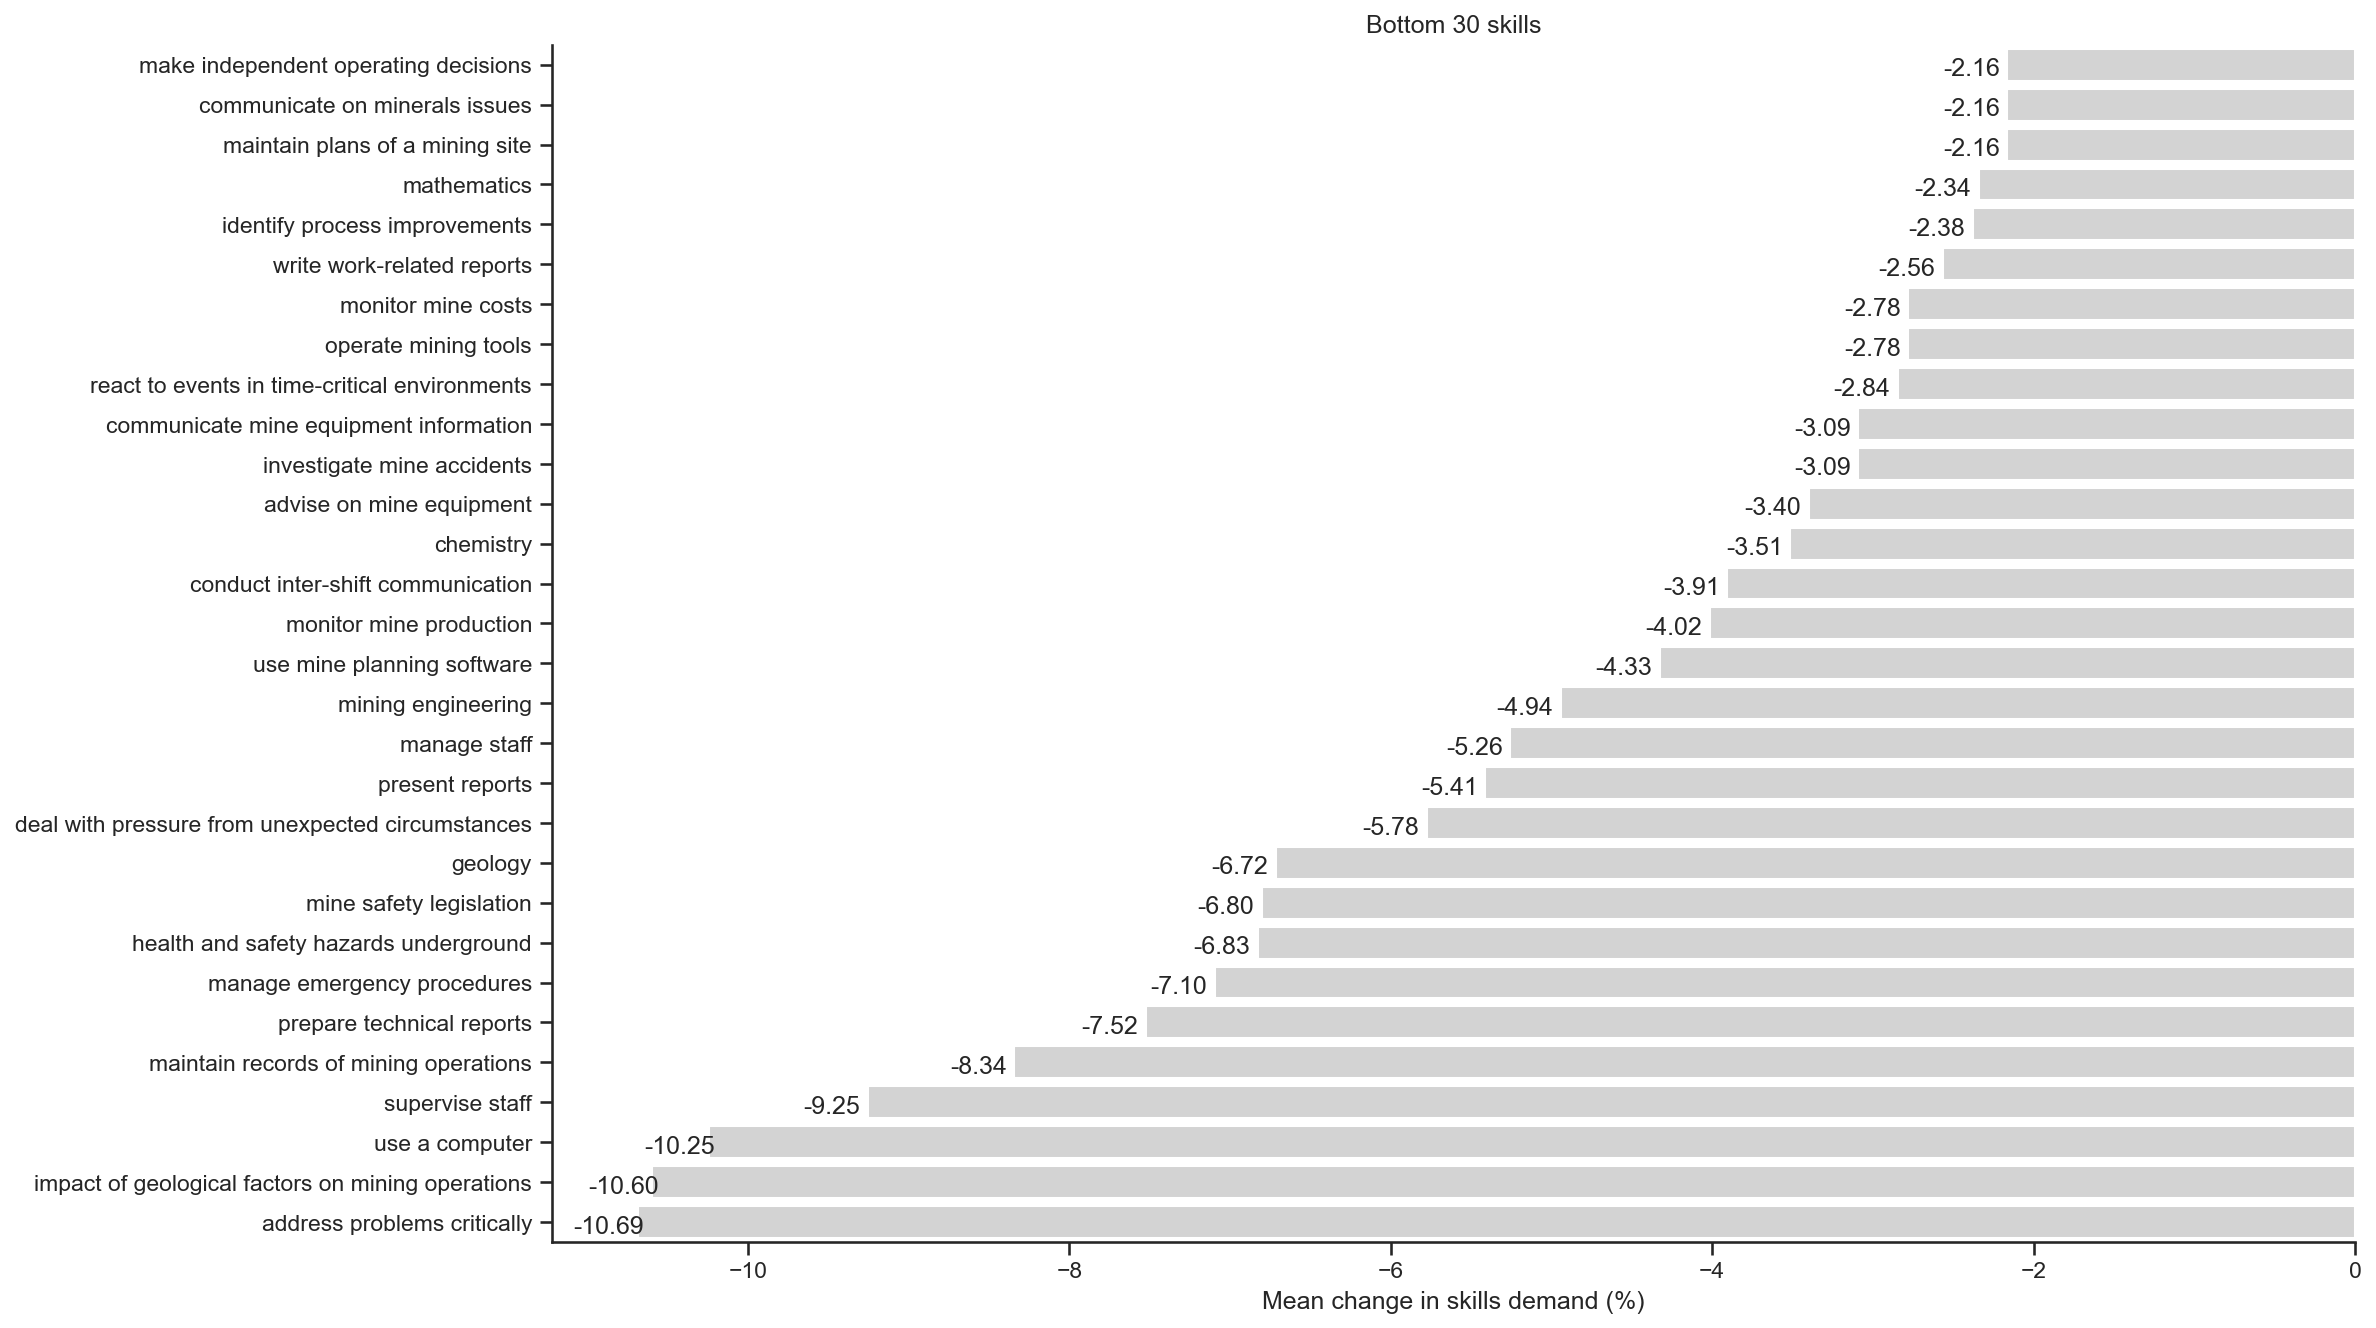 Bottom 30 skills
make independent operating decisions -2.16
communicate on minerals issues -2.16
maintain plans of a mining site -2.16
mathematics -2.34
identify process improvements -2.38
write work-related reports -2.56
monitor mine costs -2.78
operate mining tools -2.78
react to events in time-critical environments -2.84
communicate mine equipment information -3.09
investigate mine accidents -3.09
advise on mine equipment -3.40
chemistry -3.51
conduct inter-shift communication -3.91
monitor mine production -4.02
use mine planning software -4.33
mining engineering -4.94
manage staff -5.26
present reports -5.41
deal with pressure from unexpected circumstances -5.78
geology -6.72
mine safety legislation -6.80
health and safety hazards underground -6.83
manage emergency procedures -7.10
prepare technical reports -7.52
maintain records of mining operations -8.34
supervise staff -9.25
use a computer -10.25
impact of geological factors on mining operations -10.60
address problems critically -10.69
−10 −8 −6 −4 −2 0
Mean change in skills demand (%)